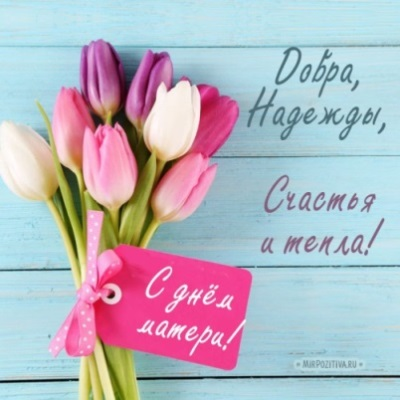 Добра,
Надежды,
Счастья
и тепла!
С днём
матери!
MIRPOZITIVA.RU